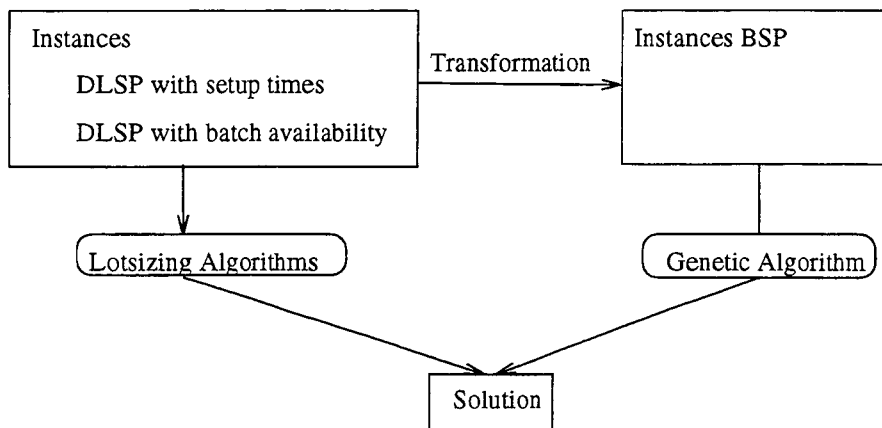 Instances
DLSP with setup times
DLSP with batch availability
Transformation
Instances BSP
Lotsizing Algorithms
Genetic Algorithm
Solution